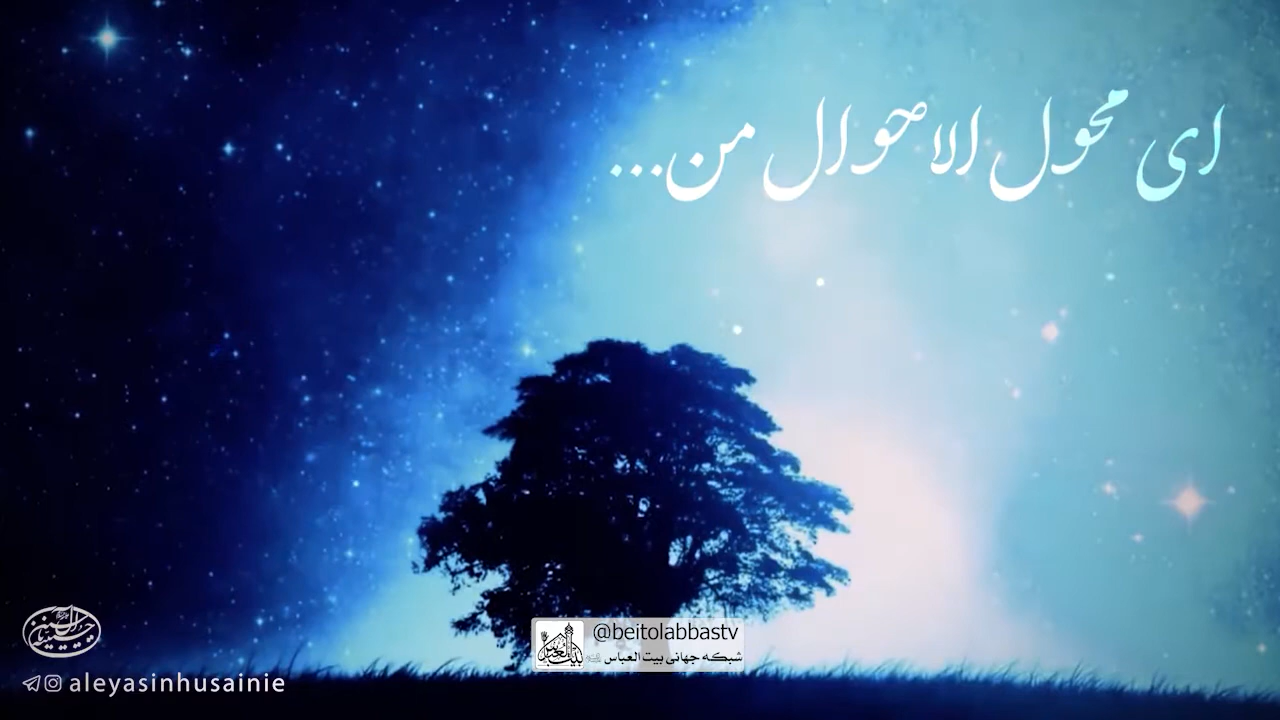 ای محول الاحوال من...
@beitolabbastv
شبکه جهانی بیت العباس
aleyasinhusainie